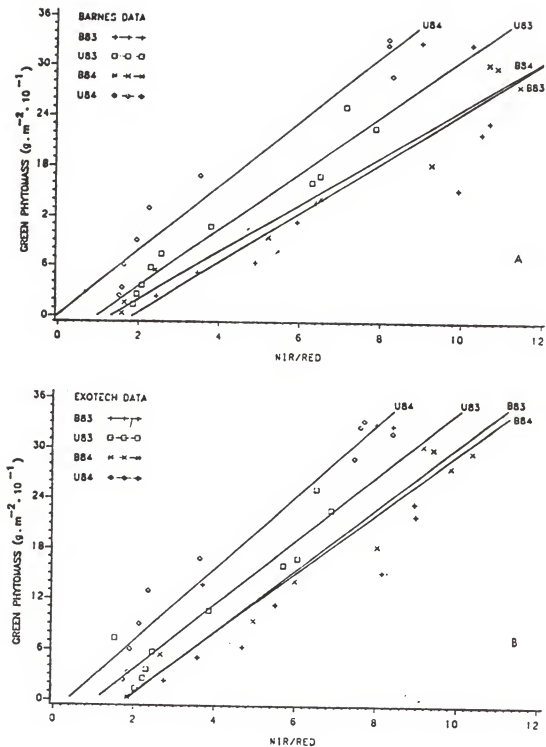 36
BARNES DATA
B83 +-+-+
U83 □-□-□
B84 ×-×-×
U84 ◇-◇-◇
U84
U83
B84
B83
30
24
18
12
6
0
GREEN PHYTOMASS (g.m-2.10-1)
A
0 2 4 6 8 10 12
NIR/RED
36
EXOTECH DATA
B83
U83 □-□-□
B84 ×-×-×
U84 ◇-◇-◇
U84
U83
B83
B84
30
24
18
12
6
0
GREEN PHYTOMASS (g.m-2.10-1)
B
0 2 4 6 8 10 12
NIR/RED